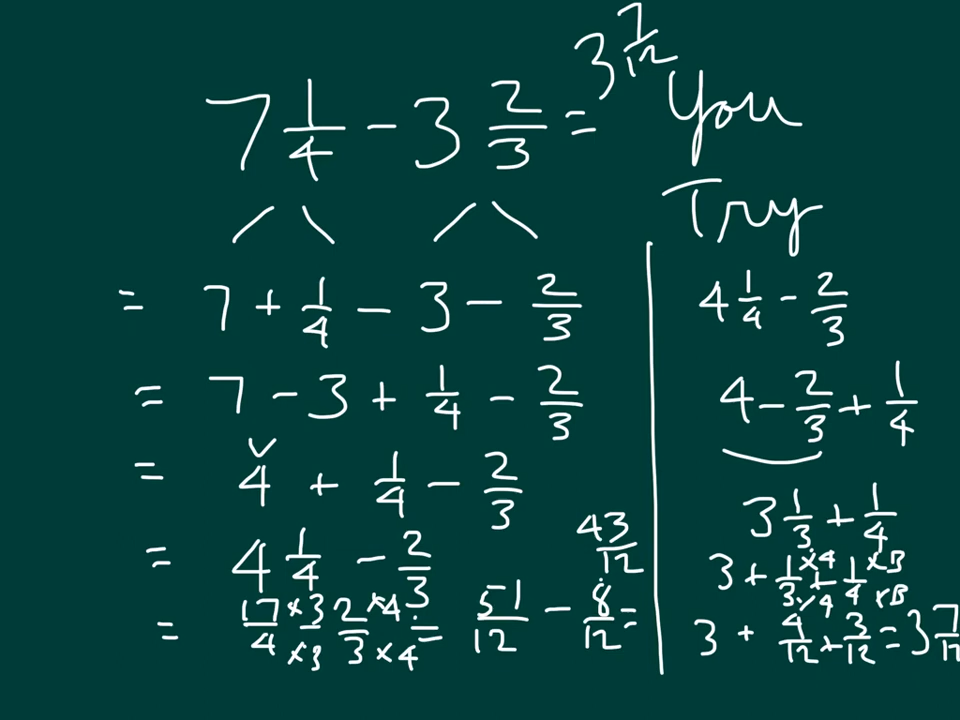 7 1/4 - 3 2/3 = 3 7/12
= 7 + 1/4 - 3 - 2/3
= 7 - 3 + 1/4 - 2/3
= 4 + 1/4 - 2/3
= 4 1/4 - 2/3
= 17/4 ×3/×3 2/3 ×4/×4 = 51/12 - 8/12 = 43/12
You
Try
4 1/4 - 2/3
4 - 2/3 + 1/4
3 1/3 + 1/4
3 + 1/3 ×4/×4 + 1/4 ×3/×3
3 + 4/12 + 3/12 = 3 7/12